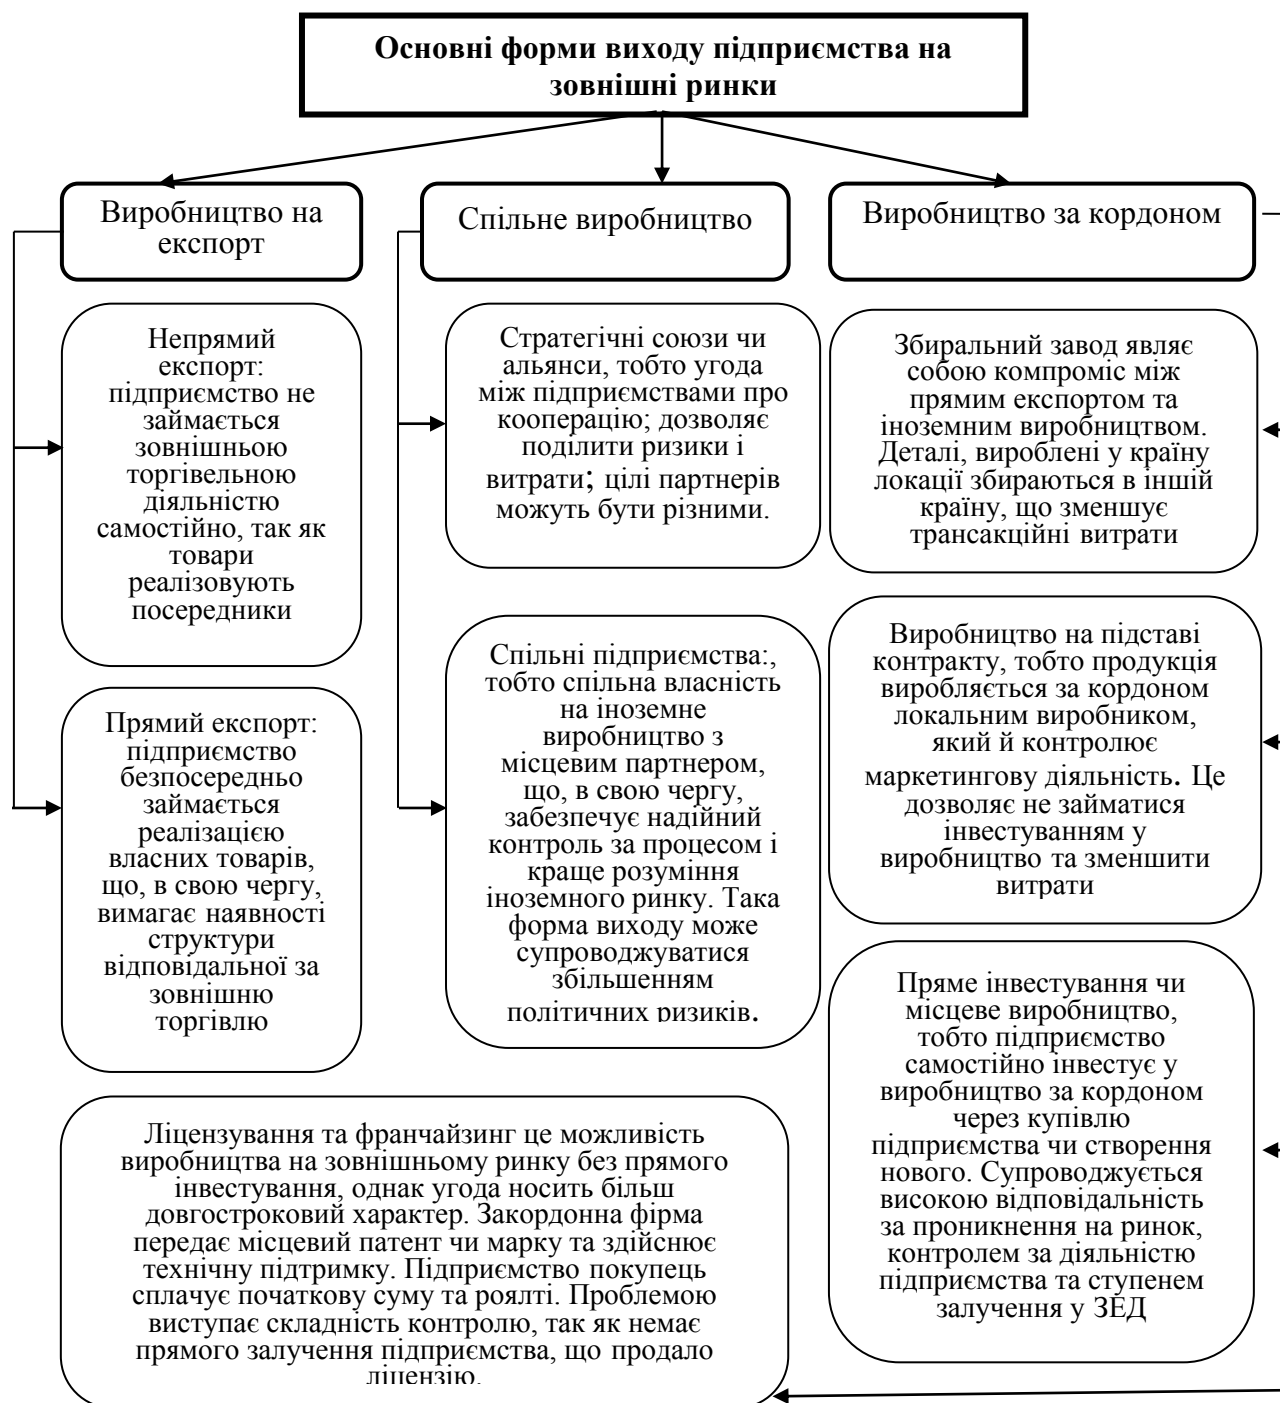 Основні форми виходу підприємства на
зовнішні ринки
Виробництво на
експорт
Спільне виробництво
Виробництво за кордоном
Непрямий
експорт:
підприємство не
займається
зовнішньою
торгівельною
діяльністю
самостійно, так як
товари
реалізовують
посередники
Прямий експорт:
підприємство
безпосередньо
займається
реалізацією
власних товарів,
що, в свою чергу,
вимагає наявності
структури
відповідальної за
зовнішню
торгівлю
Стратегічні союзи чи
альянси, тобто угода
між підприємствами про
кооперацію; дозволяє
поділити ризики і
витрати; цілі партнерів
можуть бути різними.
Спільні підприємства:,
тобто спільна власність
на іноземне
виробництво з
місцевим партнером,
що, в свою чергу,
забезпечує надійний
контроль за процесом і
краще розуміння
іноземного ринку. Така
форма виходу може
супроводжуватися
збільшенням
політичних ризиків.
Збиральний завод являє
собою компроміс між
прямим експортом та
іноземним виробництвом.
Деталі, вироблені у країну
локації збираються в іншій
країну, що зменшує
трансакційні витрати
Виробництво на підставі
контракту, тобто продукція
виробляється за кордоном
локальним виробником,
який й контролює
маркетингову діяльність. Це
дозволяє не займатися
інвестуванням у
виробництво та зменшити
витрати
Пряме інвестування чи
місцеве виробництво,
тобто підприємство
самостійно інвестує у
виробництво за кордоном
через купівлю
підприємства чи створення
нового. Супроводжується
високою відповідальність
за проникнення на ринок,
контролем за діяльністю
підприємства та ступенем
залучення у ЗЕД
Ліцензування та франчайзинг це можливість
виробництва на зовнішньому ринку без прямого
інвестування, однак угода носить більш
довгостроковий характер. Закордонна фірма
передає місцевий патент чи марку та здійснює
технічну підтримку. Підприємство покупець
сплачує початкову суму та роялті. Проблемою
виступає складність контролю, так як немає
прямого залучення підприємства, що продало
ліцензію.